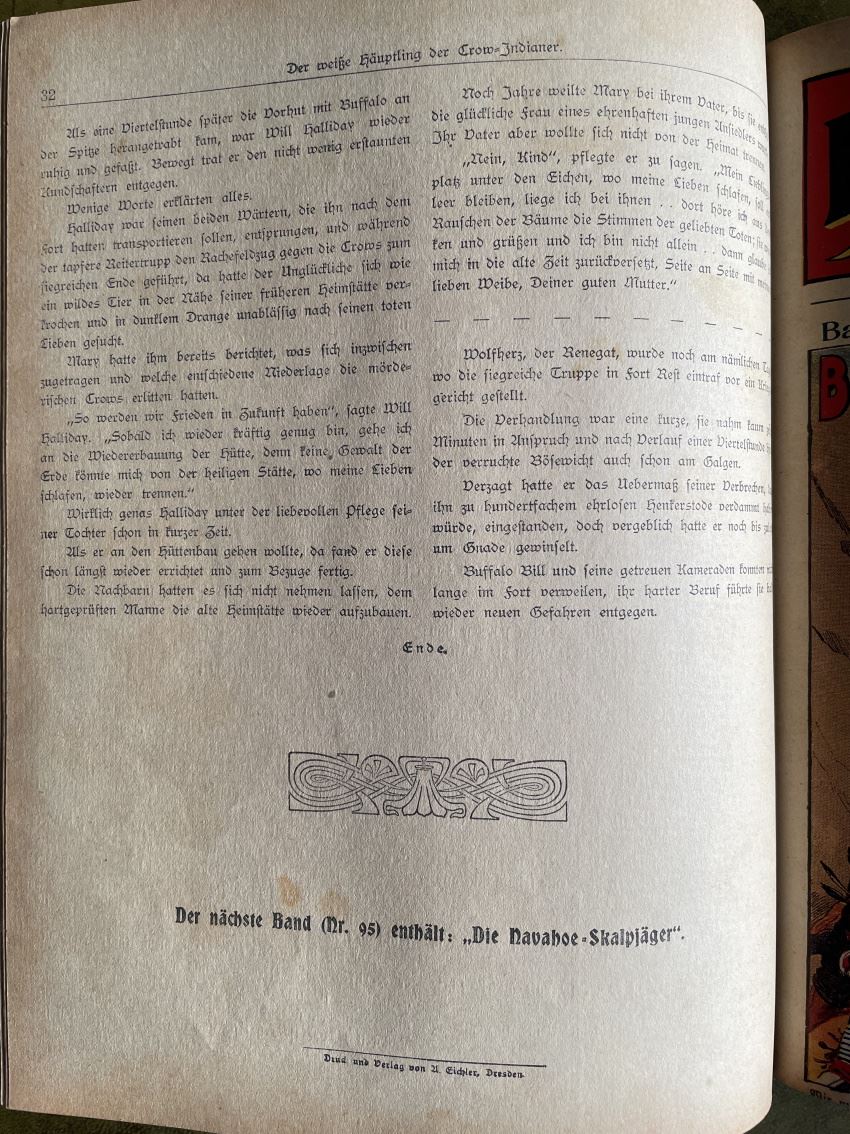 32
Der weiße Häuptling der Crow-Indianer.
Als eine Viertelstunde später die Vorhut mit Buffalo an
der Spitze herangetrabt kam, war Will Halliday wieder
ruhig und gefaßt. Bewegt trat er den nicht wenig erstaunten
Kundschaftern entgegen.
Wenige Worte erklärten alles.
Halliday war seinen beiden Wärtern, die ihn nach dem
Fort hatten transportieren sollen, entsprungen, und während
der tapfere Reitertrupp den Rachefeldzug gegen die Crows zum
siegreichen Ende geführt, da hatte der Unglückliche sich wie
ein wildes Tier in der Nähe seiner früheren Heimstätte ver-
krochen und in dunklem Drange unablässig nach seinen toten
Lieben gesucht.
Mary hatte ihm bereits berichtet, was sich inzwischen
zugetragen und welche entschiedene Niederlage die mörde-
rischen Crows erlitten hatten.
„So werden wir Frieden in Zukunft haben“, sagte Will
Halliday. „Sobald ich wieder kräftig genug bin, gehe ich
an die Wiedererbauung der Hütte, denn keine Gewalt der
Erde könnte mich von der heiligen Stätte, wo meine Lieben
schlafen, wieder trennen.“
Wirklich genas Halliday unter der liebevollen Pflege sei-
ner Tochter schon in kurzer Zeit.
Als er an den Hüttenbau gehen wollte, da fand er diese
schon längst wieder errichtet und zum Bezuge fertig.
Die Nachbarn hatten es sich nicht nehmen lassen, dem
hartgeprüften Manne die alte Heimstätte wieder aufzubauen.
Noch Jahre weilte Mary bei ihrem Vater, bis sie
die glückliche Frau eines ehrenhaften jungen Ansiedlers
Ihr Vater aber wollte sich nicht von der Heimat trennen
„Nein, Kind“, pflegte er zu sagen. „Mein
platz unter den Eichen, wo meine Lieben schlafen, soll
leer bleiben, liege ich bei ihnen . . dort höre ich aus
Rauschen der Bäume die Stimmen der geliebten Toten;
ken und grüßen und ich bin nicht allein . . dann glaube
mich in die alte Zeit zurückversetzt, Seite an Seite mit
lieben Weibe, Deiner guten Mutter.“
— — — — — — — — —
Wolfherz, der Renegat, wurde noch am nämlichen
wo die siegreiche Truppe in Fort Rest eintraf vor ein
gericht gestellt.
Die Verhandlung war eine kurze, sie nahm kaum
Minuten in Anspruch und nach Verlauf einer Viertelstunde
der verruchte Bösewicht auch schon am Galgen.
Verzagt hatte er das Uebermaß seiner Verbrechen,
ihn zu hundertfachem ehrlosen Henkerstode verdammt
würde, eingestanden, doch vergeblich hatte er noch bis
um Gnade gewinselt.
Buffalo Bill und seine getreuen Kameraden konnten
lange im Fort verweilen, ihr harter Beruf führte sie
wieder neuen Gefahren entgegen.
Ende.
Der nächste Band (Nr. 95) enthält: „Die Navahoe-Skalpjäger“.
Druck und Verlag von A. Eichler, Dresden.
Ba
B